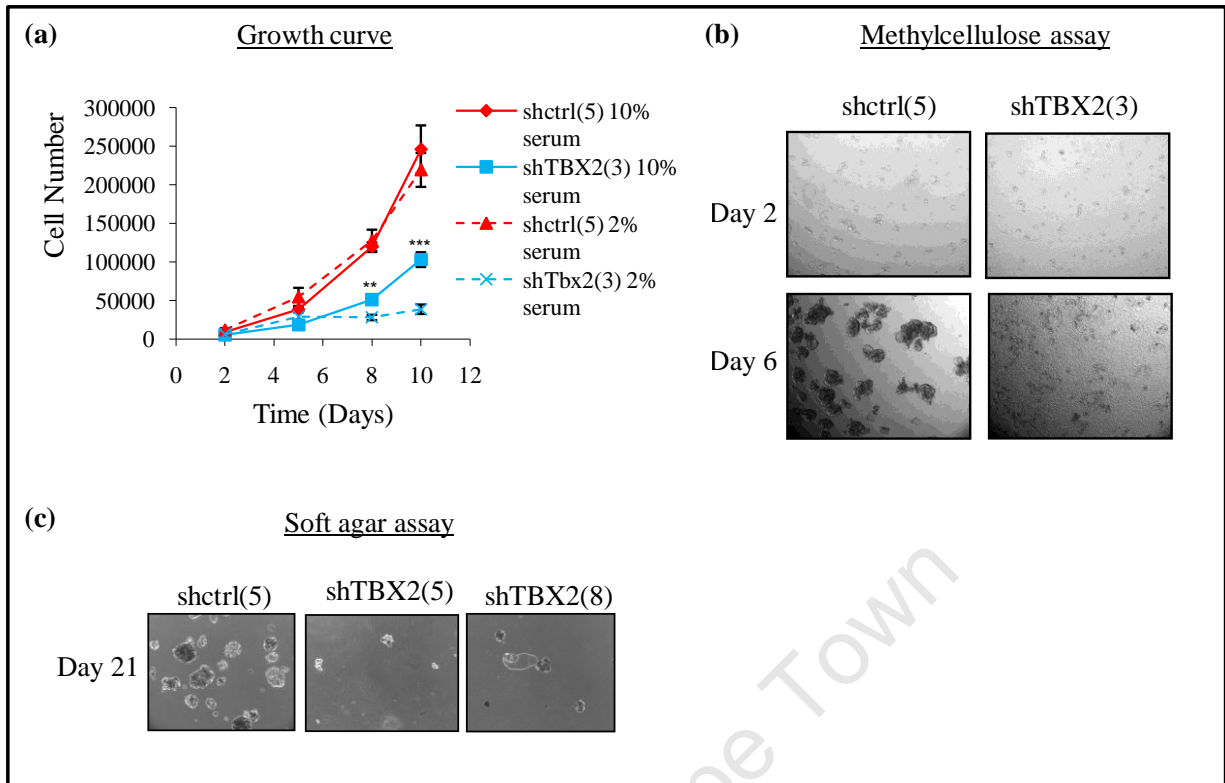 (a)
Growth curve
300000
250000
200000
150000
100000
50000
0
Cell Number
0 2 4 6 8 10 12
Time (Days)
**
***
shctrl(5) 10%
serum
shTBX2(3) 10%
serum
shctrl(5) 2%
serum
shTbx2(3) 2%
serum
(b)
Methylcellulose assay
shctrl(5) shTBX2(3)
Day 2
Day 6
(c)
Soft agar assay
shctrl(5) shTBX2(5) shTBX2(8)
Day 21
Town